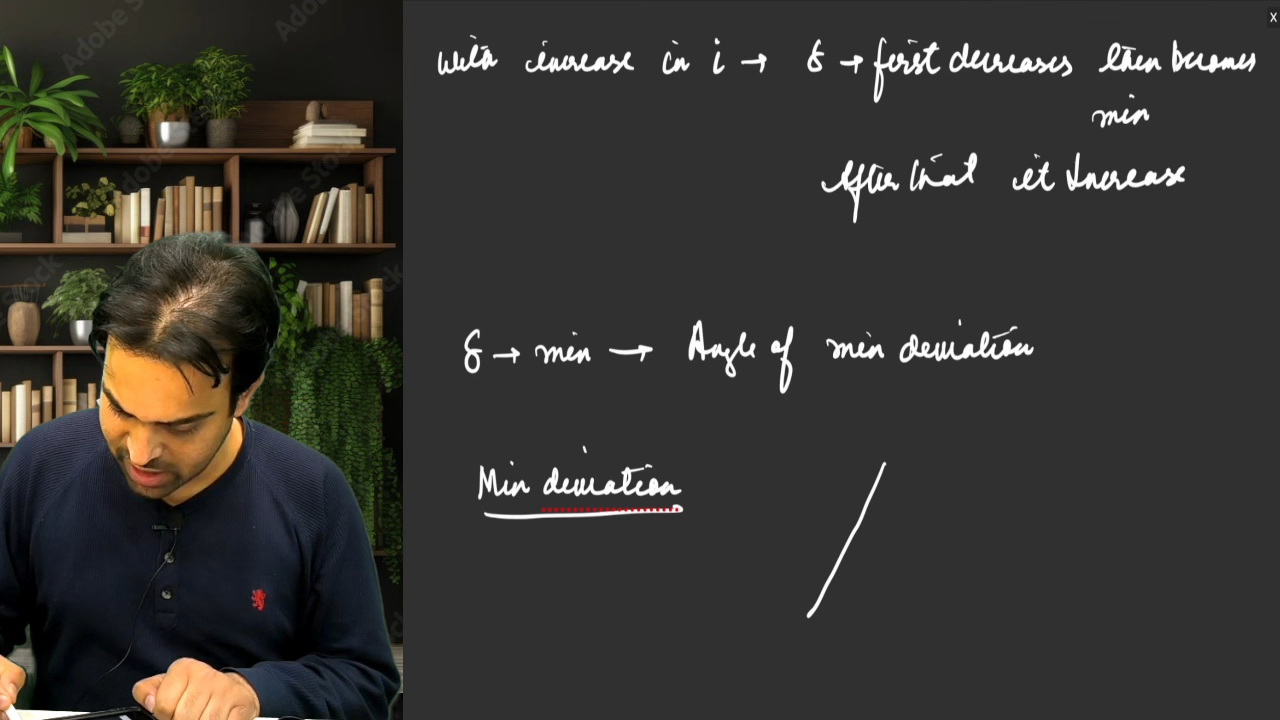 with increase in i → δ → first decreases then becomes
min
After that it Increase
δ → min → Angle of min deviation
Min deviation
X